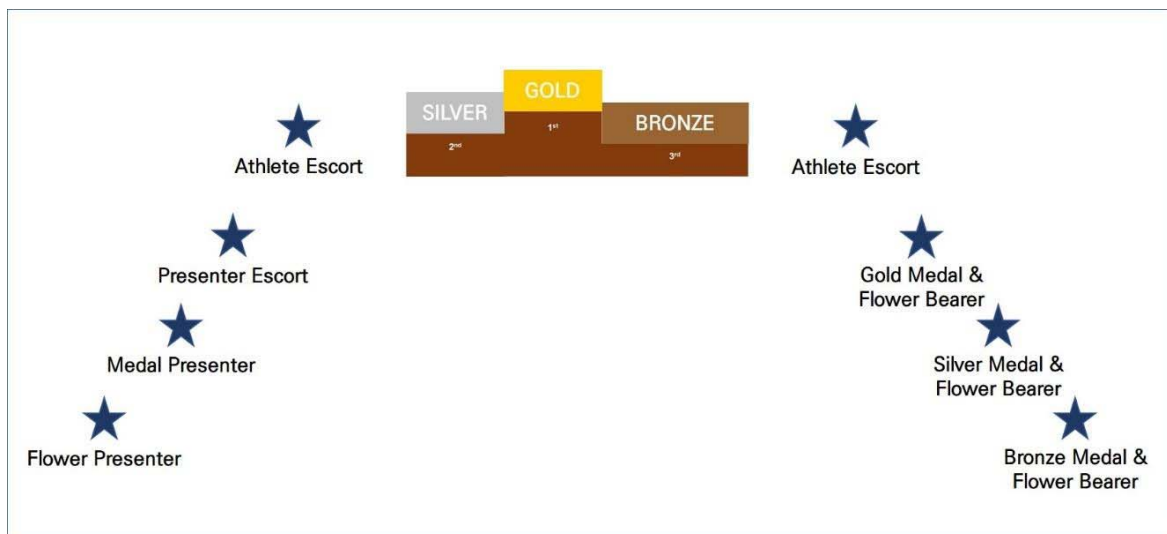 GOLD
SILVER
BRONZE
1st
2nd
3rd
Athlete Escort
Athlete Escort
Presenter Escort
Gold Medal &
Flower Bearer
Medal Presenter
Silver Medal &
Flower Bearer
Flower Presenter
Bronze Medal &
Flower Bearer